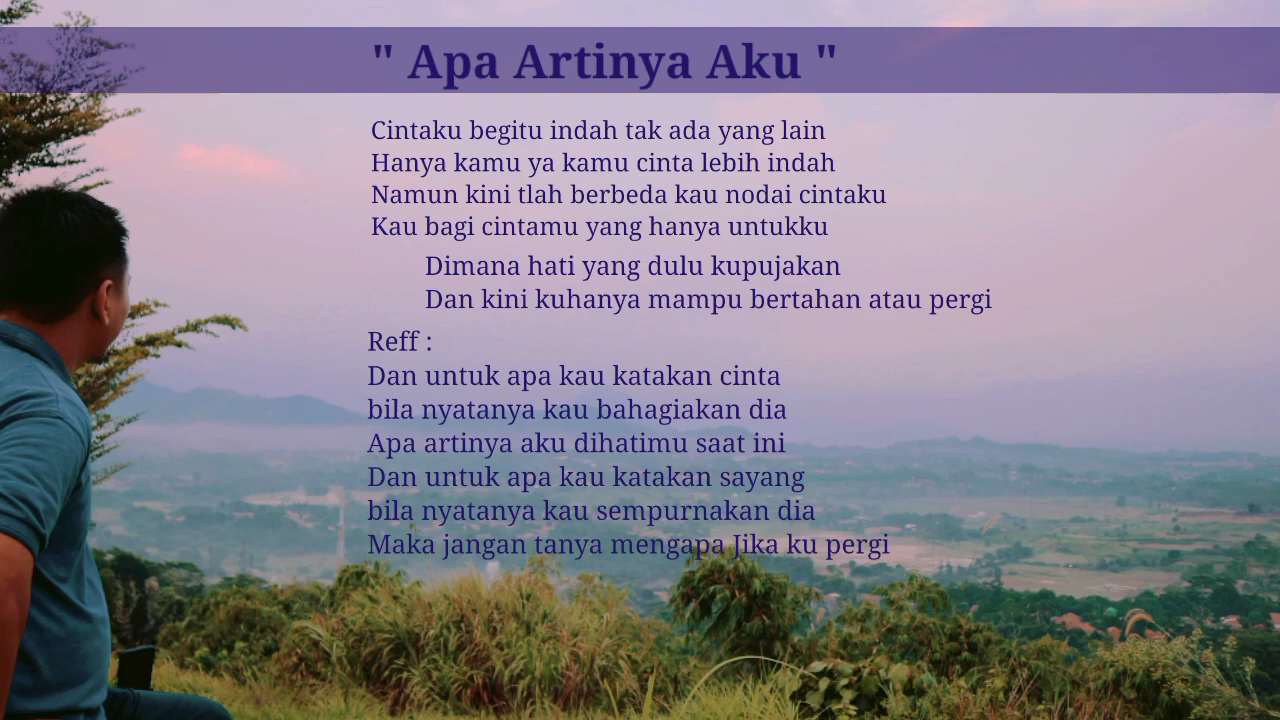 " Apa Artinya Aku "
Cintaku begitu indah tak ada yang lain
Hanya kamu ya kamu cinta lebih indah
Namun kini tlah berbeda kau nodai cintaku
Kau bagi cintamu yang hanya untukku
Dimana hati yang dulu kupujakan
Dan kini kuhanya mampu bertahan atau pergi
Reff :
Dan untuk apa kau katakan cinta
bila nyatanya kau bahagiakan dia
Apa artinya aku dihatimu saat ini
Dan untuk apa kau katakan sayang
bila nyatanya kau sempurnakan dia
Maka jangan tanya mengapa Jika ku pergi